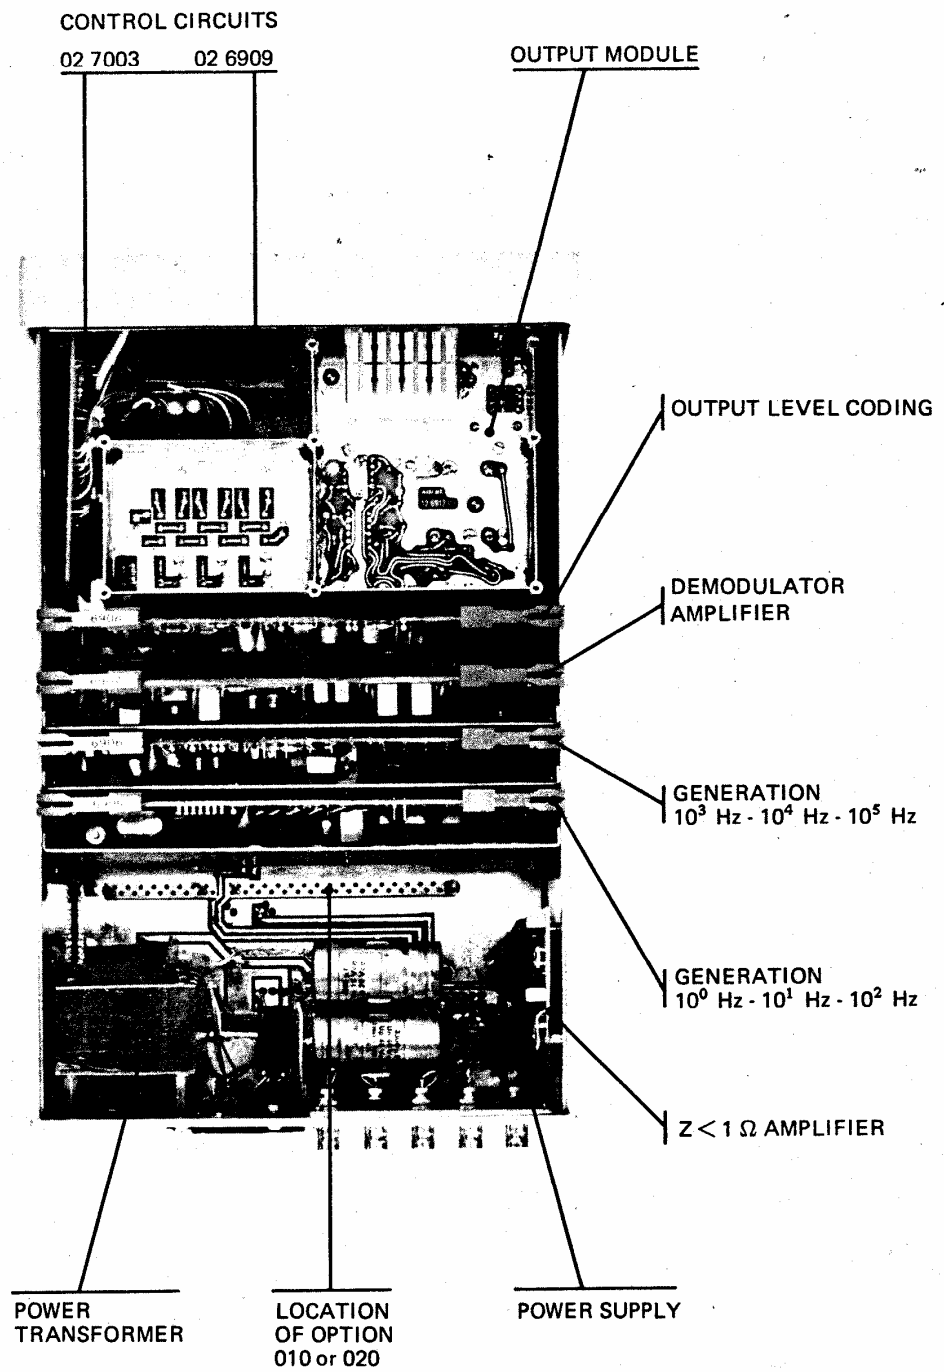 CONTROL CIRCUITS
02 7003 02 6909
OUTPUT MODULE
OUTPUT LEVEL CODING
DEMODULATOR
AMPLIFIER
GENERATION
10³ Hz - 10⁴ Hz - 10⁵ Hz
GENERATION
10⁰ Hz - 10¹ Hz - 10² Hz
Z < 1 Ω AMPLIFIER
POWER
TRANSFORMER
LOCATION
OF OPTION
010 or 020
POWER SUPPLY